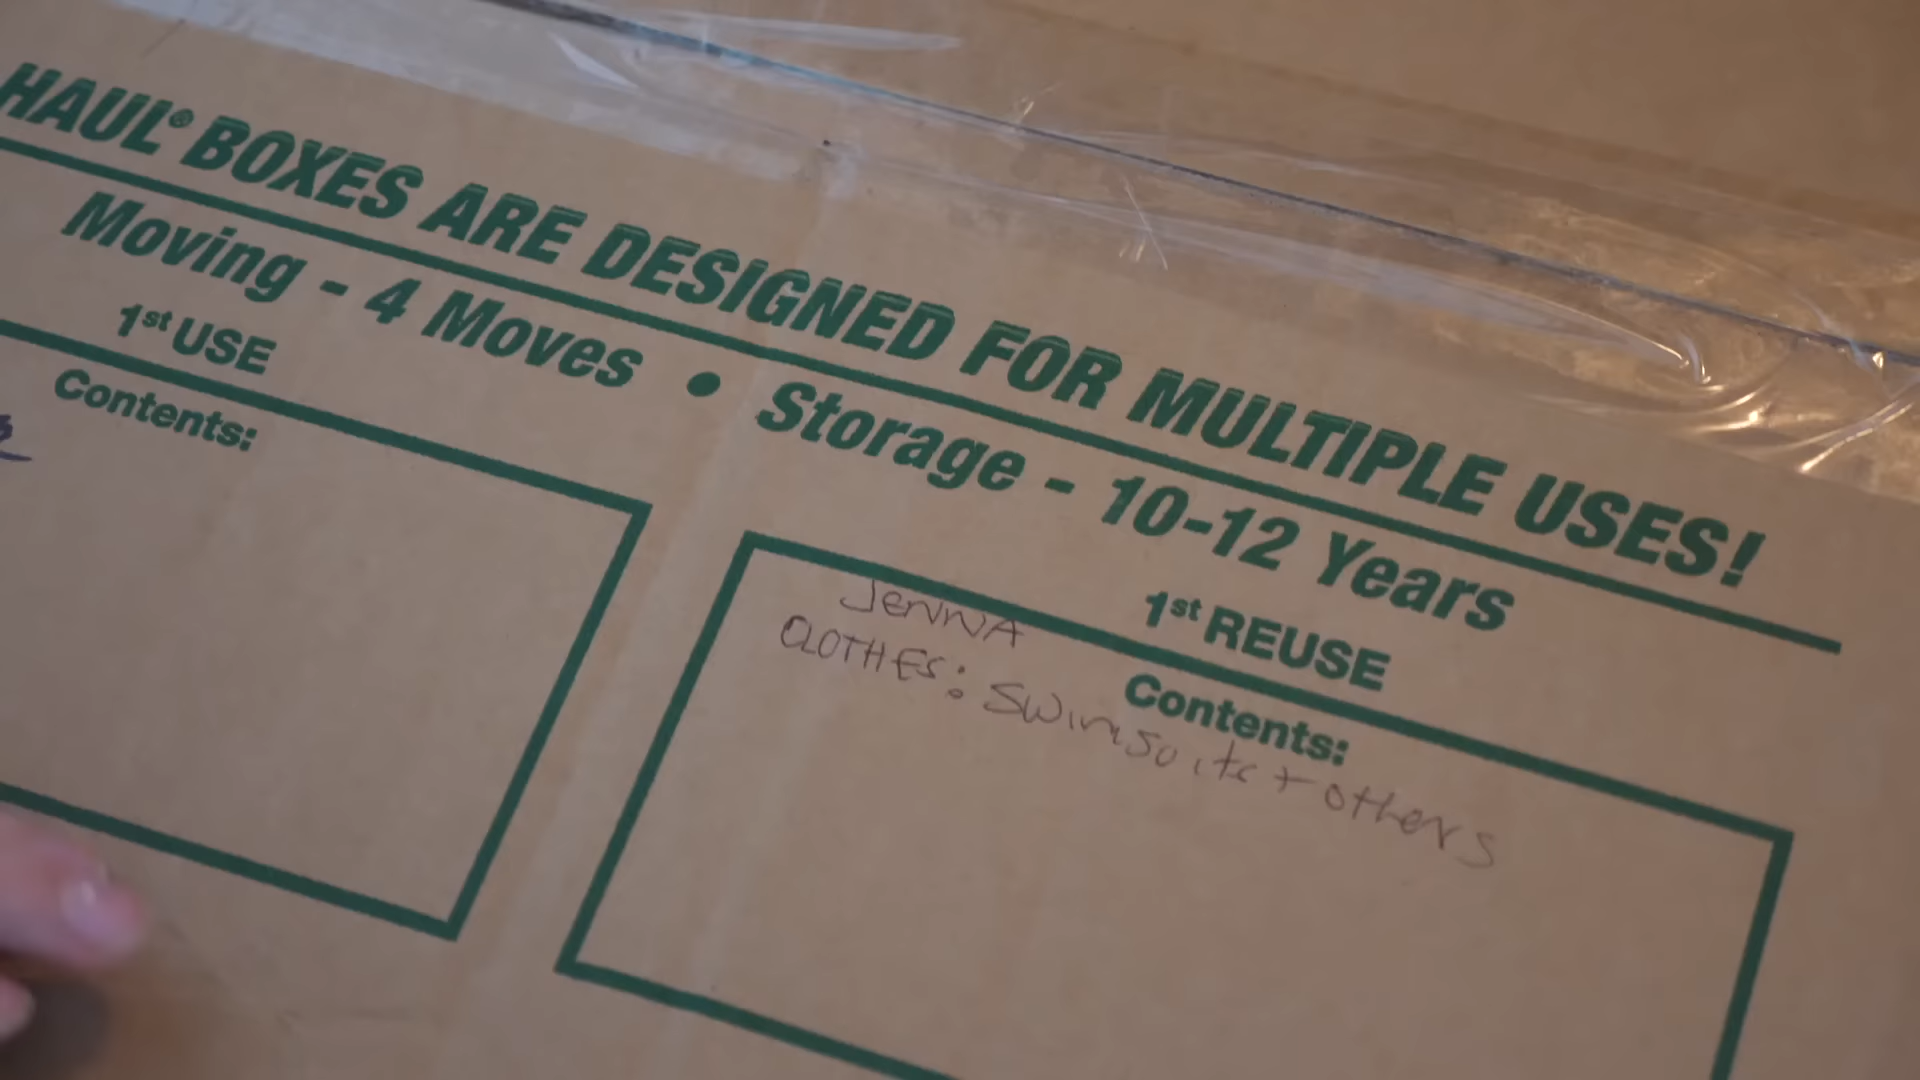 HAUL® BOXES ARE DESIGNED FOR MULTIPLE USES!
Moving - 4 Moves • Storage - 10-12 Years
1st USE
Contents:
1st REUSE
Contents:
JENNA
CLOTHES: Swimsuits + others